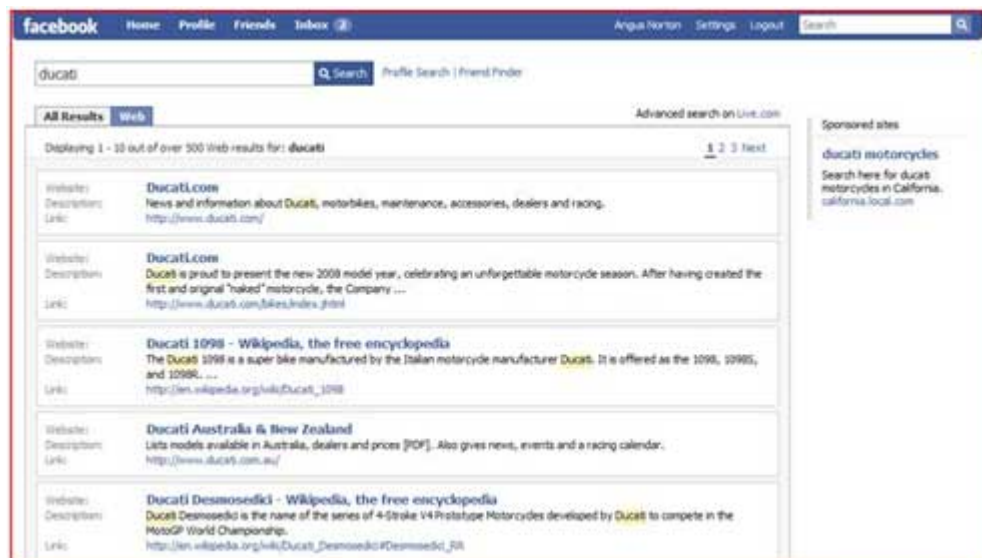 facebook Home Profile Friends Inbox 2 Angus Norton Settings Logout Search
ducati Search Profile Search | Friend Finder
All Results Web Advanced search on Live.com
Displaying 1 - 10 out of over 500 Web results for: ducati 1 2 3 Next
Website: Ducati.com
Description: News and information about Ducati, motorbikes, maintenance, accessories, dealers and racing.
Link: http://www.ducati.com/
Website: Ducati.com
Description: Ducati is proud to present the new 2008 model year, celebrating an unforgettable motorcycle season. After having created the
first and original "naked" motorcycle, the Company ...
Link: http://www.ducati.com/bikes/index.jhtml
Website: Ducati 1098 - Wikipedia, the free encyclopedia
Description: The Ducati 1098 is a super bike manufactured by the Italian motorcycle manufacturer Ducati. It is offered as the 1098, 1098S,
and 1098R. ...
Link: http://en.wikipedia.org/wiki/Ducati_1098
Website: Ducati Australia & New Zealand
Description: Lists models available in Australia, dealers and prices [PDF]. Also gives news, events and a racing calendar.
Link: http://www.ducati.com.au/
Website: Ducati Desmosedici - Wikipedia, the free encyclopedia
Description: Ducati Desmosedici is the name of the series of 4-Stroke V4 Prototype Motorcycles developed by Ducati to compete in the
MotoGP World Championship.
Link: http://en.wikipedia.org/wiki/Ducati_Desmosedici#Desmosedici_RR
Sponsored sites
ducati motorcycles
Search here for ducati
motorcycles in California.
california.local.com